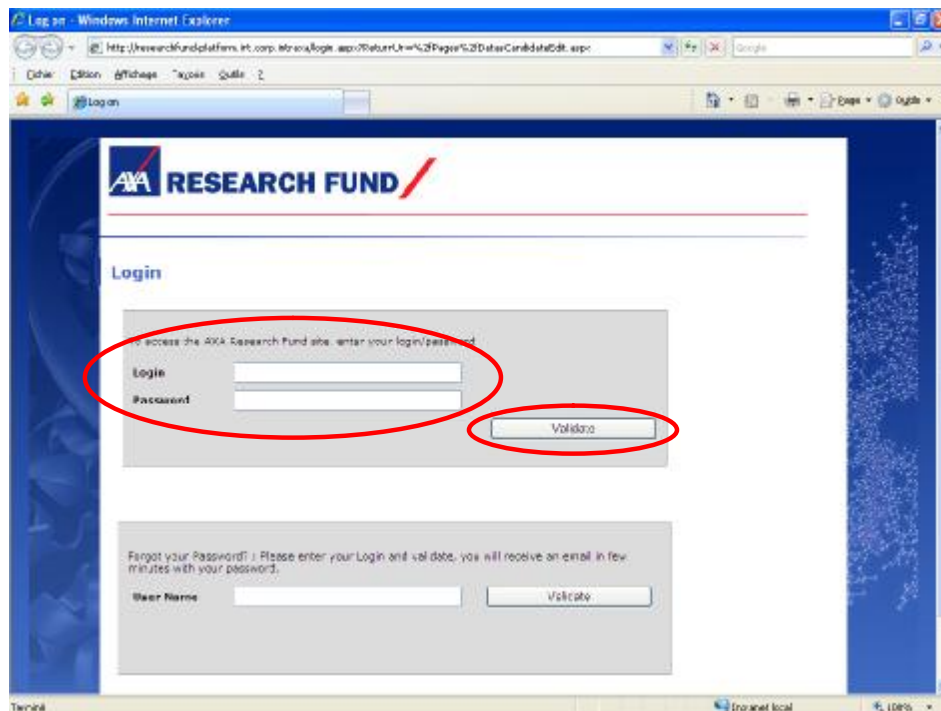 Log on - Windows Internet Explorer
Google
Fichier Edition Affichage Favoris Outils ?
Log on
Page Outils
AXA RESEARCH FUND
Login
To access the AXA Research Fund site, enter your login/password
Login
Password
Validate
Forgot your Password? : Please enter your Login and validate, you will receive an email in few
minutes with your password.
User Name
Validate
Terminé
Intranet local
100%